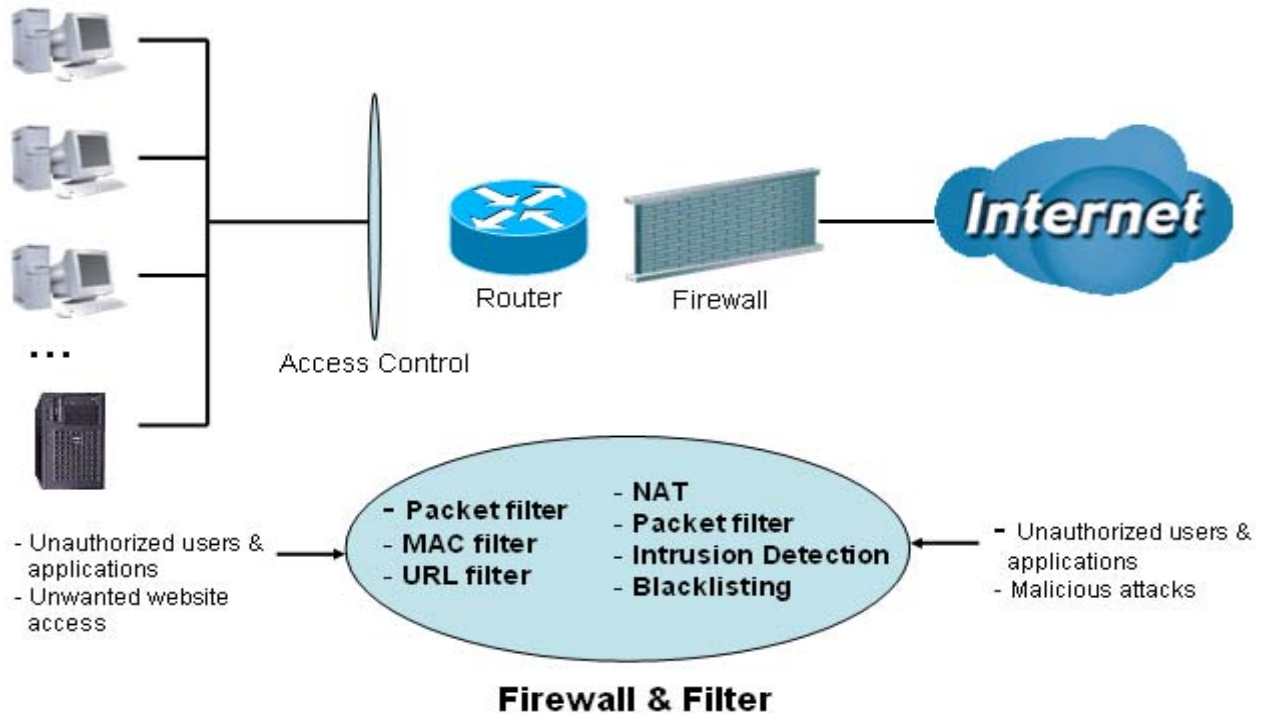 Internet
Router
Firewall
...
Access Control
- Packet filter
- MAC filter
- URL filter
- NAT
- Packet filter
- Intrusion Detection
- Blacklisting
- Unauthorized users &
applications
- Unwanted website
access
- Unauthorized users &
applications
- Malicious attacks
Firewall & Filter